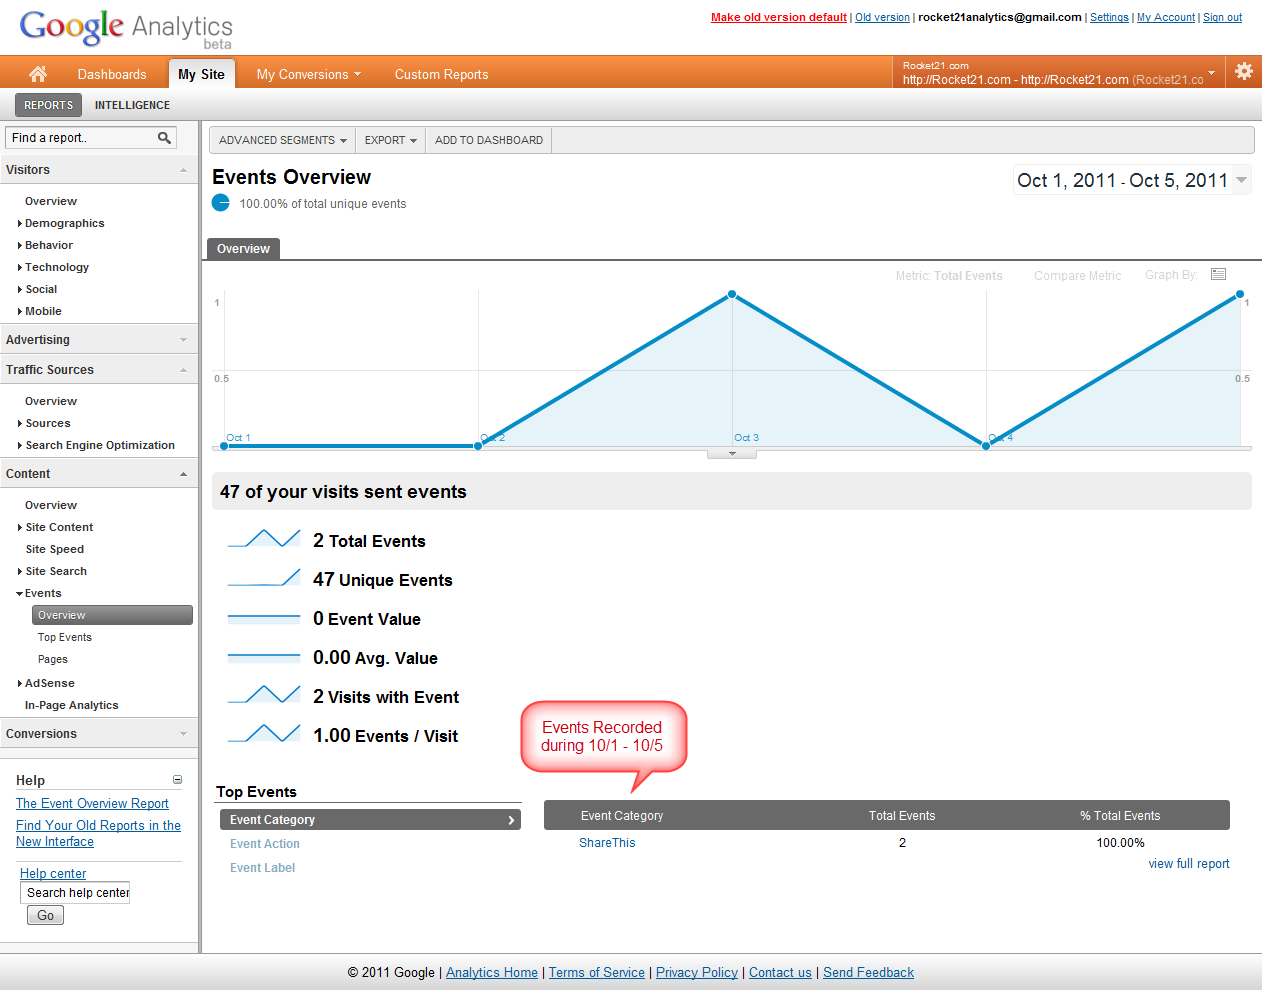 Google Analytics
beta
Make old version default | Old version | rocket21analytics@gmail.com | Settings | My Account | Sign out
Dashboards My Site My Conversions Custom Reports
Rocket21.com
http://Rocket21.com - http://Rocket21.com (Rocket21.co
REPORTS INTELLIGENCE
Find a report..
Visitors
Overview
Demographics
Behavior
Technology
Social
Mobile
Advertising
Traffic Sources
Overview
Sources
Search Engine Optimization
Content
Overview
Site Content
Site Speed
Site Search
Events
Overview
Top Events
Pages
AdSense
In-Page Analytics
Conversions
Help
The Event Overview Report
Find Your Old Reports in the
New Interface
Help center
Search help center
Go
ADVANCED SEGMENTS EXPORT ADD TO DASHBOARD
Events Overview
Oct 1, 2011 - Oct 5, 2011
100.00% of total unique events
Overview
Metric: Total Events Compare Metric Graph By:
1 1
0.5 0.5
Oct 1 Oct 2 Oct 3 Oct 4
47 of your visits sent events
2 Total Events
47 Unique Events
0 Event Value
0.00 Avg. Value
2 Visits with Event
1.00 Events / Visit
Events Recorded
during 10/1 - 10/5
Top Events
Event Category
Event Action
Event Label
Event Category Total Events % Total Events
ShareThis 2 100.00%
view full report
© 2011 Google | Analytics Home | Terms of Service | Privacy Policy | Contact us | Send Feedback